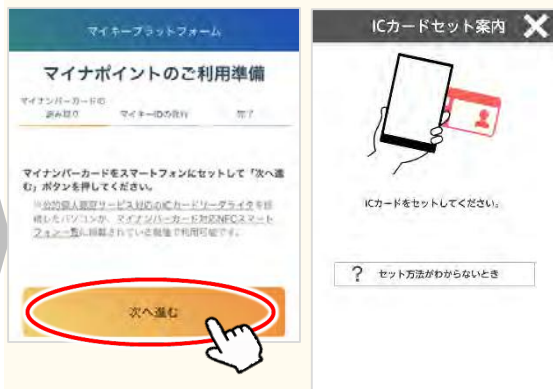 マイキープラットフォーム
マイナポイントのご利用準備
マイナンバーカードの
読み取り
マイキーIDの発行
完了
マイナンバーカードをスマートフォンにセットして「次へ進
む」ボタンを押してください。
※公的個人認証サービス対応のICカードリーダライタを接
続したパソコンか、マイナンバーカード対応NFCスマート
フォン一覧に掲載されている機種で利用可能です。
次へ進む
ICカードセット案内
ICカードをセットしてください。
? セット方法がわからないとき